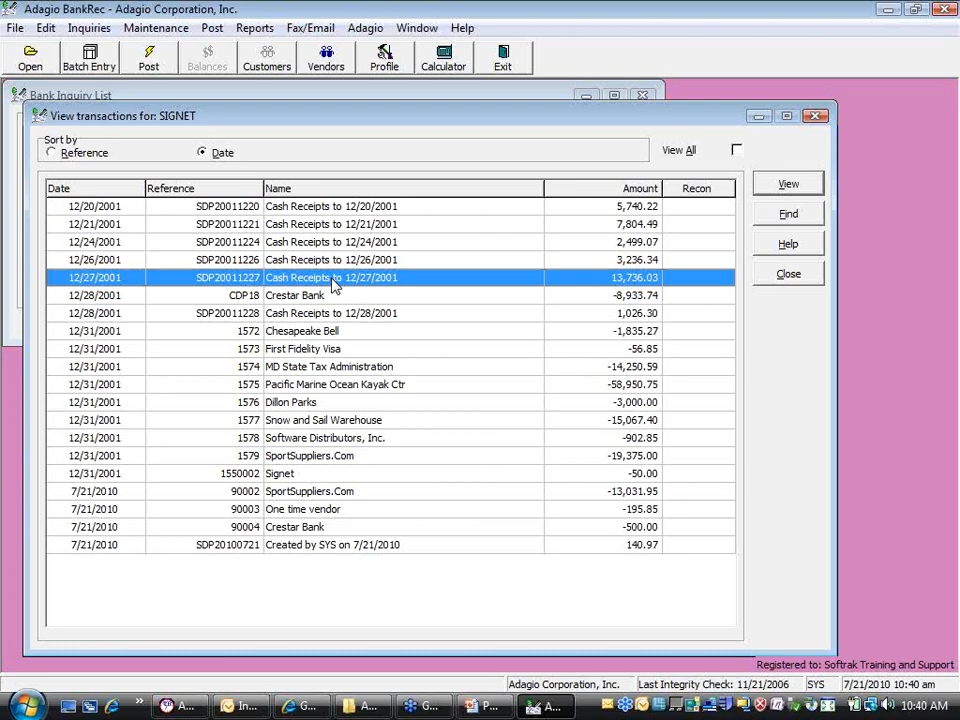 Adagio BankRec - Adagio Corporation, Inc.
File Edit Inquiries Maintenance Post Reports Fax/Email Adagio Window Help
Open Batch Entry Post Balances Customers Vendors Profile Calculator Exit
Bank Inquiry List
View transactions for: SIGNET
Sort by
Reference Date View All
Date Reference Name Amount Recon
12/20/2001 SDP20011220 Cash Receipts to 12/20/2001 5,740.22
12/21/2001 SDP20011221 Cash Receipts to 12/21/2001 7,804.49
12/24/2001 SDP20011224 Cash Receipts to 12/24/2001 2,499.07
12/26/2001 SDP20011226 Cash Receipts to 12/26/2001 3,236.34
12/27/2001 SDP20011227 Cash Receipts to 12/27/2001 13,736.03
12/28/2001 CDP18 Crestar Bank -8,933.74
12/28/2001 SDP20011228 Cash Receipts to 12/28/2001 1,026.30
12/31/2001 1572 Chesapeake Bell -1,835.27
12/31/2001 1573 First Fidelity Visa -56.85
12/31/2001 1574 MD State Tax Administration -14,250.59
12/31/2001 1575 Pacific Marine Ocean Kayak Ctr -58,950.75
12/31/2001 1576 Dillon Parks -3,000.00
12/31/2001 1577 Snow and Sail Warehouse -15,067.40
12/31/2001 1578 Software Distributors, Inc. -902.85
12/31/2001 1579 SportSuppliers.Com -19,375.00
12/31/2001 1550002 Signet -50.00
7/21/2010 90002 SportSuppliers.Com -13,031.95
7/21/2010 90003 One time vendor -195.85
7/21/2010 90004 Crestar Bank -500.00
7/21/2010 SDP20100721 Created by SYS on 7/21/2010 140.97
View
Find
Help
Close
Registered to: Softrak Training and Support
Adagio Corporation, Inc. Last Integrity Check: 11/21/2006 SYS 7/21/2010 10:40 am
A... In... G... A... G... P... A... 10:40 AM